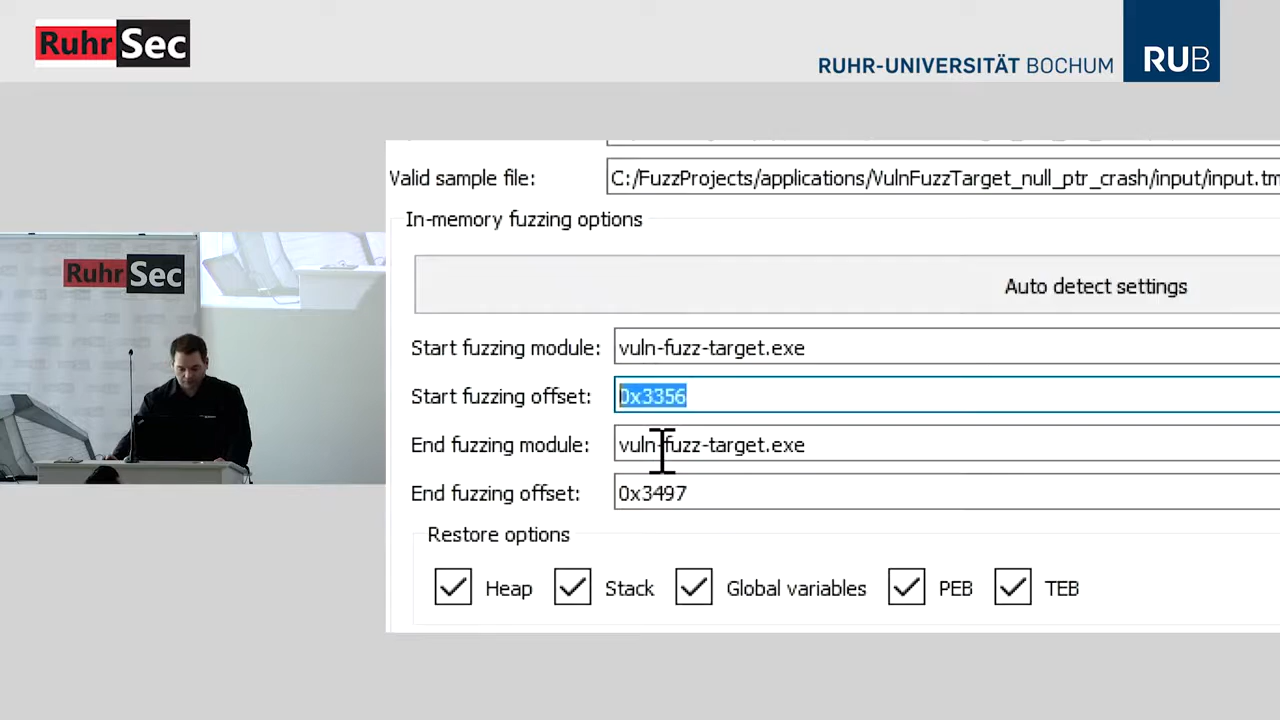 RuhrSec
RUHR-UNIVERSITÄT BOCHUM RUB
Valid sample file: C:/FuzzProjects/applications/VulnFuzzTarget_null_ptr_crash/input/input.tm
In-memory fuzzing options
Auto detect settings
RuhrSec
Start fuzzing module: vuln-fuzz-target.exe
Start fuzzing offset: 0x3356
End fuzzing module: vuln-fuzz-target.exe
End fuzzing offset: 0x3497
Restore options
Heap Stack Global variables PEB TEB